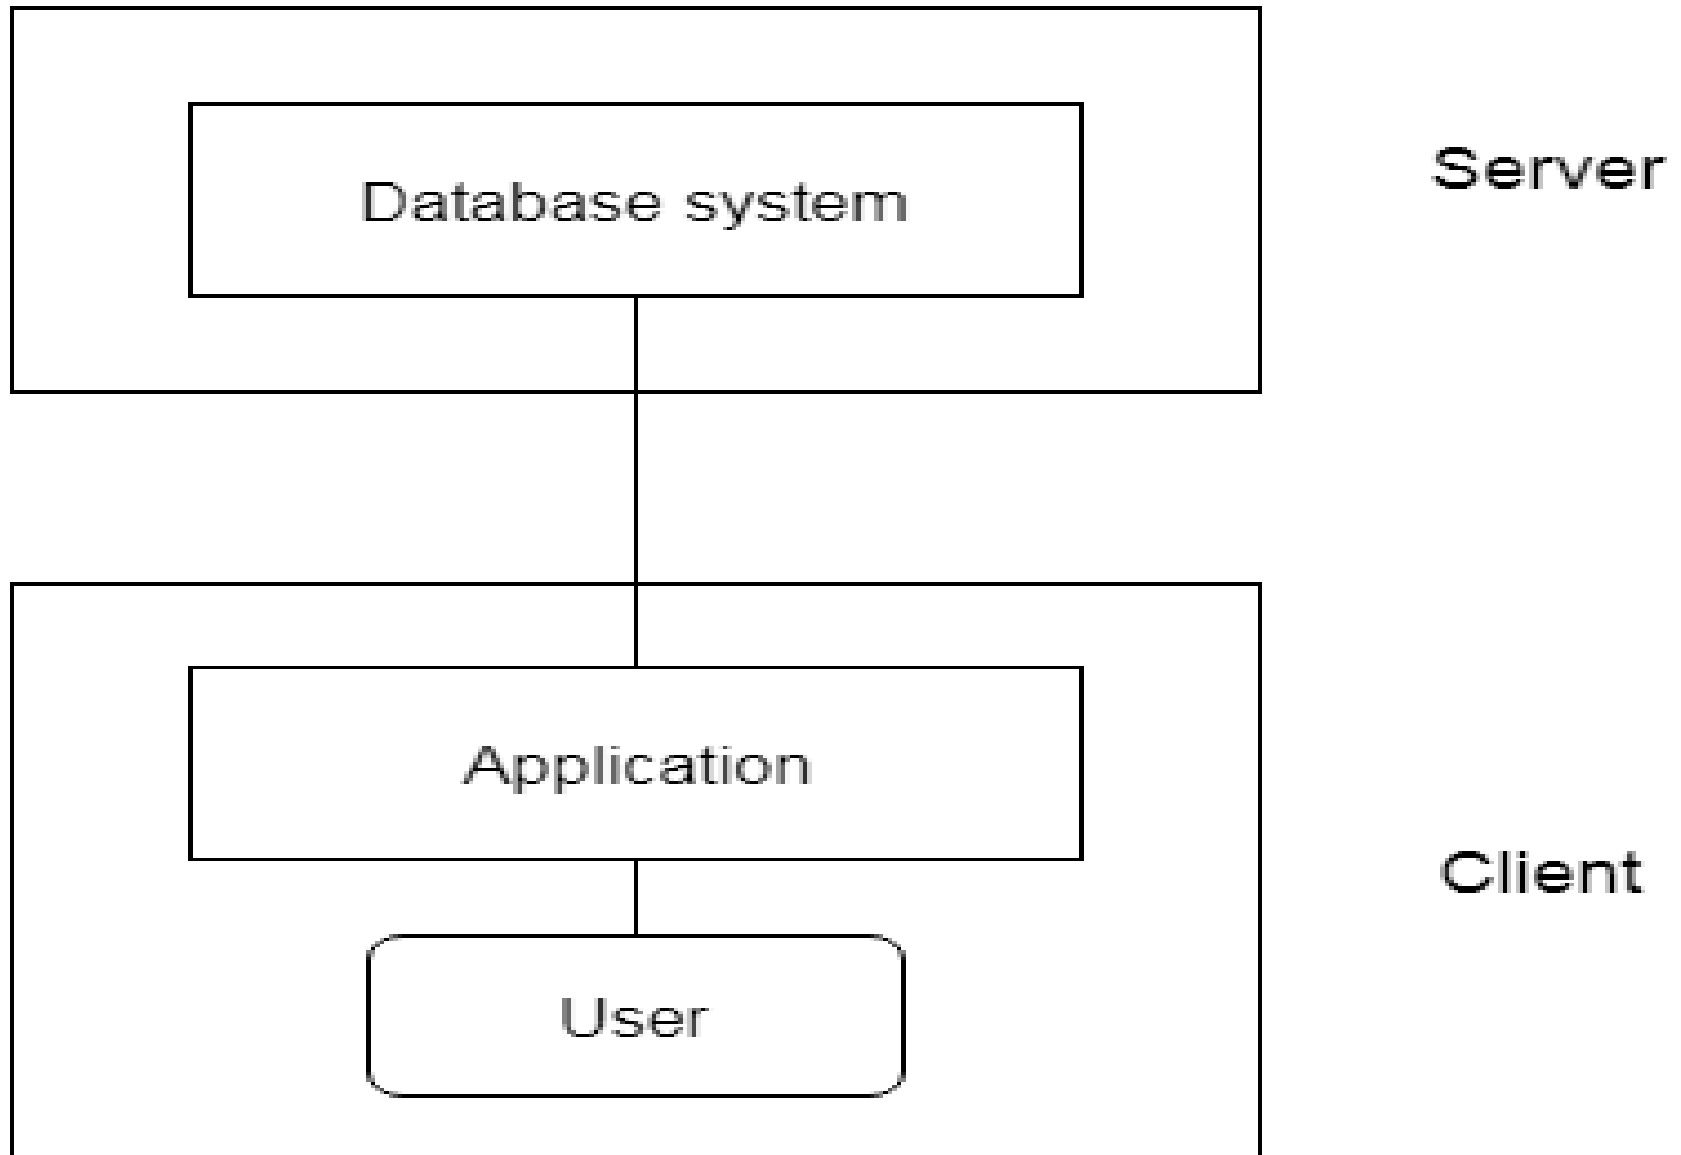 Server
Database system
Application
Client
User